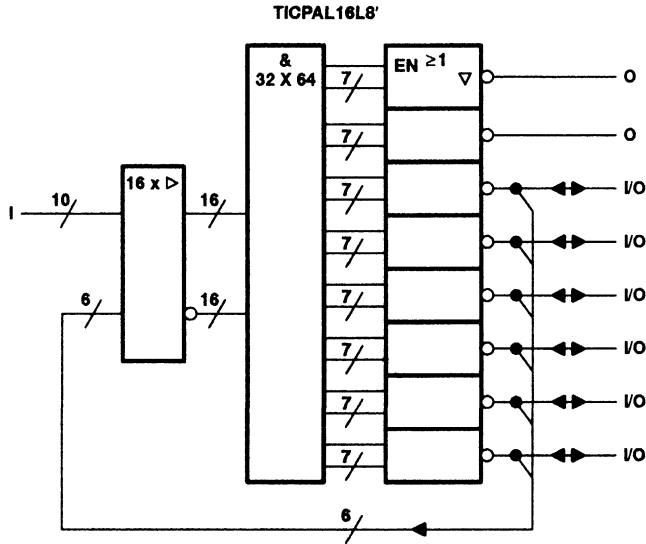 TICPAL16L8'
&
32 X 64
EN ≥1
▽
7
O
7
O
16 x ▷
7
I/O
I
10
16
7
I/O
6
16
7
I/O
7
I/O
7
I/O
7
I/O
6